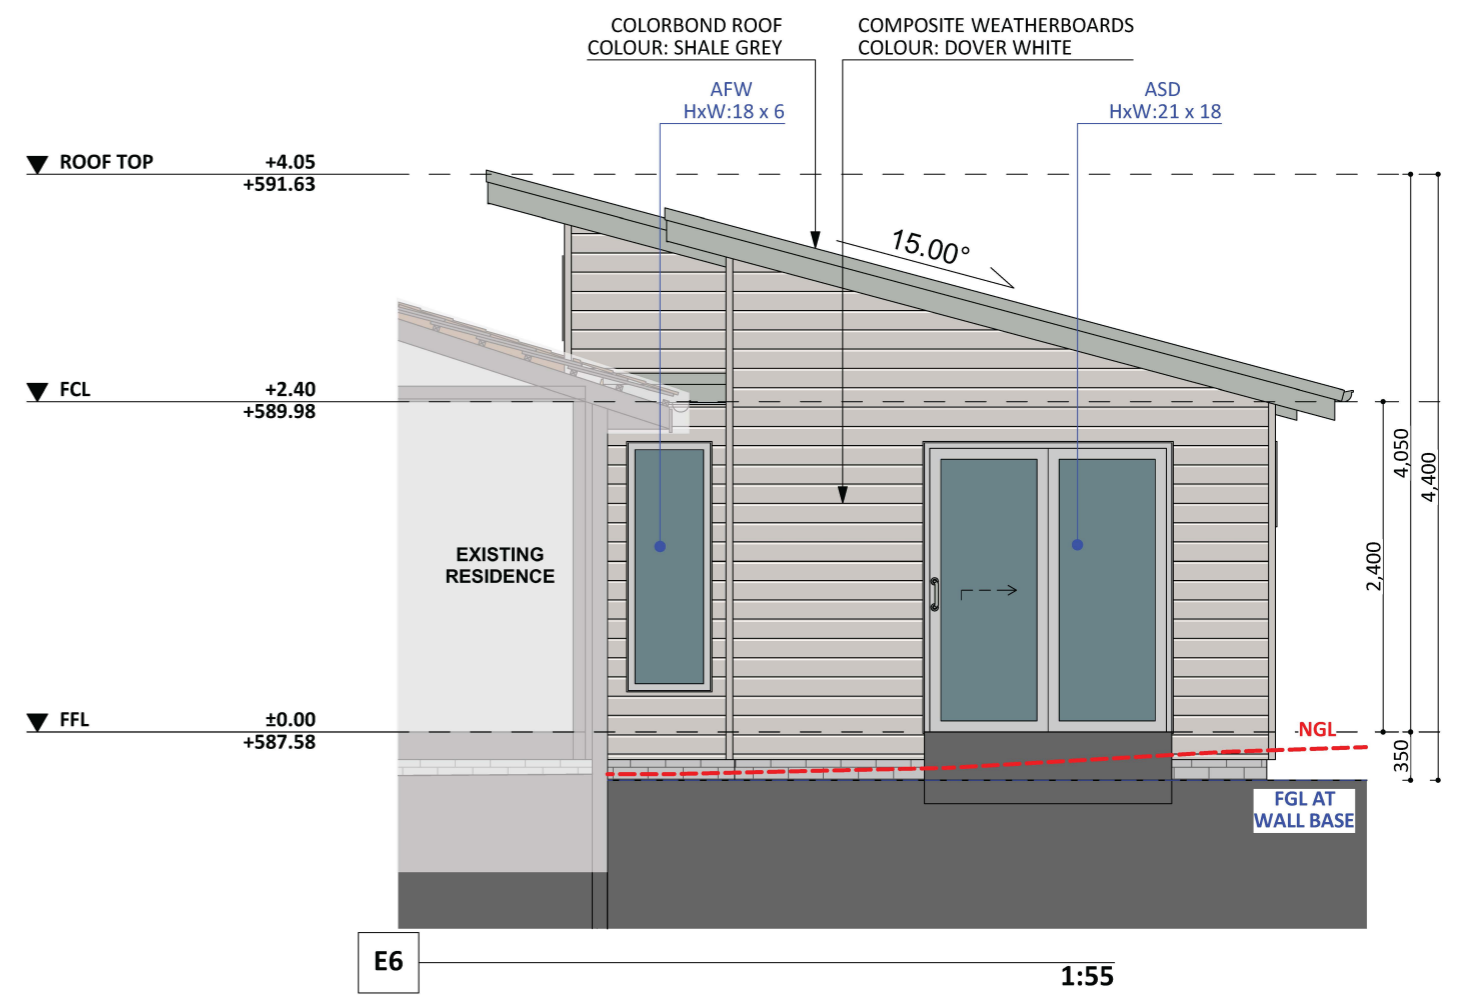 COLORBOND ROOF
COLOUR: SHALE GREY
COMPOSITE WEATHERBOARDS
COLOUR: DOVER WHITE
AFW
HxW:18 x 6
ASD
HxW:21 x 18
ROOF TOP +4.05
+591.63
15.00°
FCL +2.40
+589.98
4,050
4,400
2,400
EXISTING
RESIDENCE
FFL ±0.00
+587.58
NGL
350
FGL AT
WALL BASE
E6
1:55